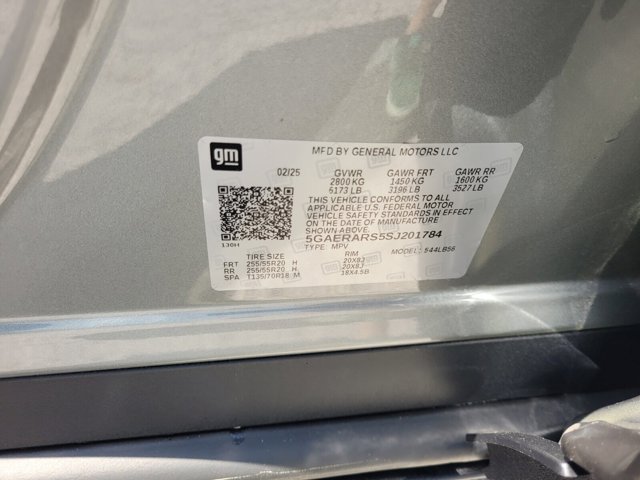 gm
MFD BY GENERAL MOTORS LLC
02/25 GVWR GAWR FRT GAWR RR
2800 KG 1450 KG 1600 KG
6173 LB 3196 LB 3527 LB
THIS VEHICLE CONFORMS TO ALL
APPLICABLE U.S. FEDERAL MOTOR
VEHICLE SAFETY STANDARDS IN EFFECT
ON THE DATE OF MANUFACTURE
SHOWN ABOVE.
5GAERARS5SJ201784
130H TYPE: MPV MODEL: 544LB56
TIRE SIZE RIM
FRT 255/55R20 H 20X8J
RR 255/55R20 H 20X8J
SPA T135/70R18 M 18X4.5B